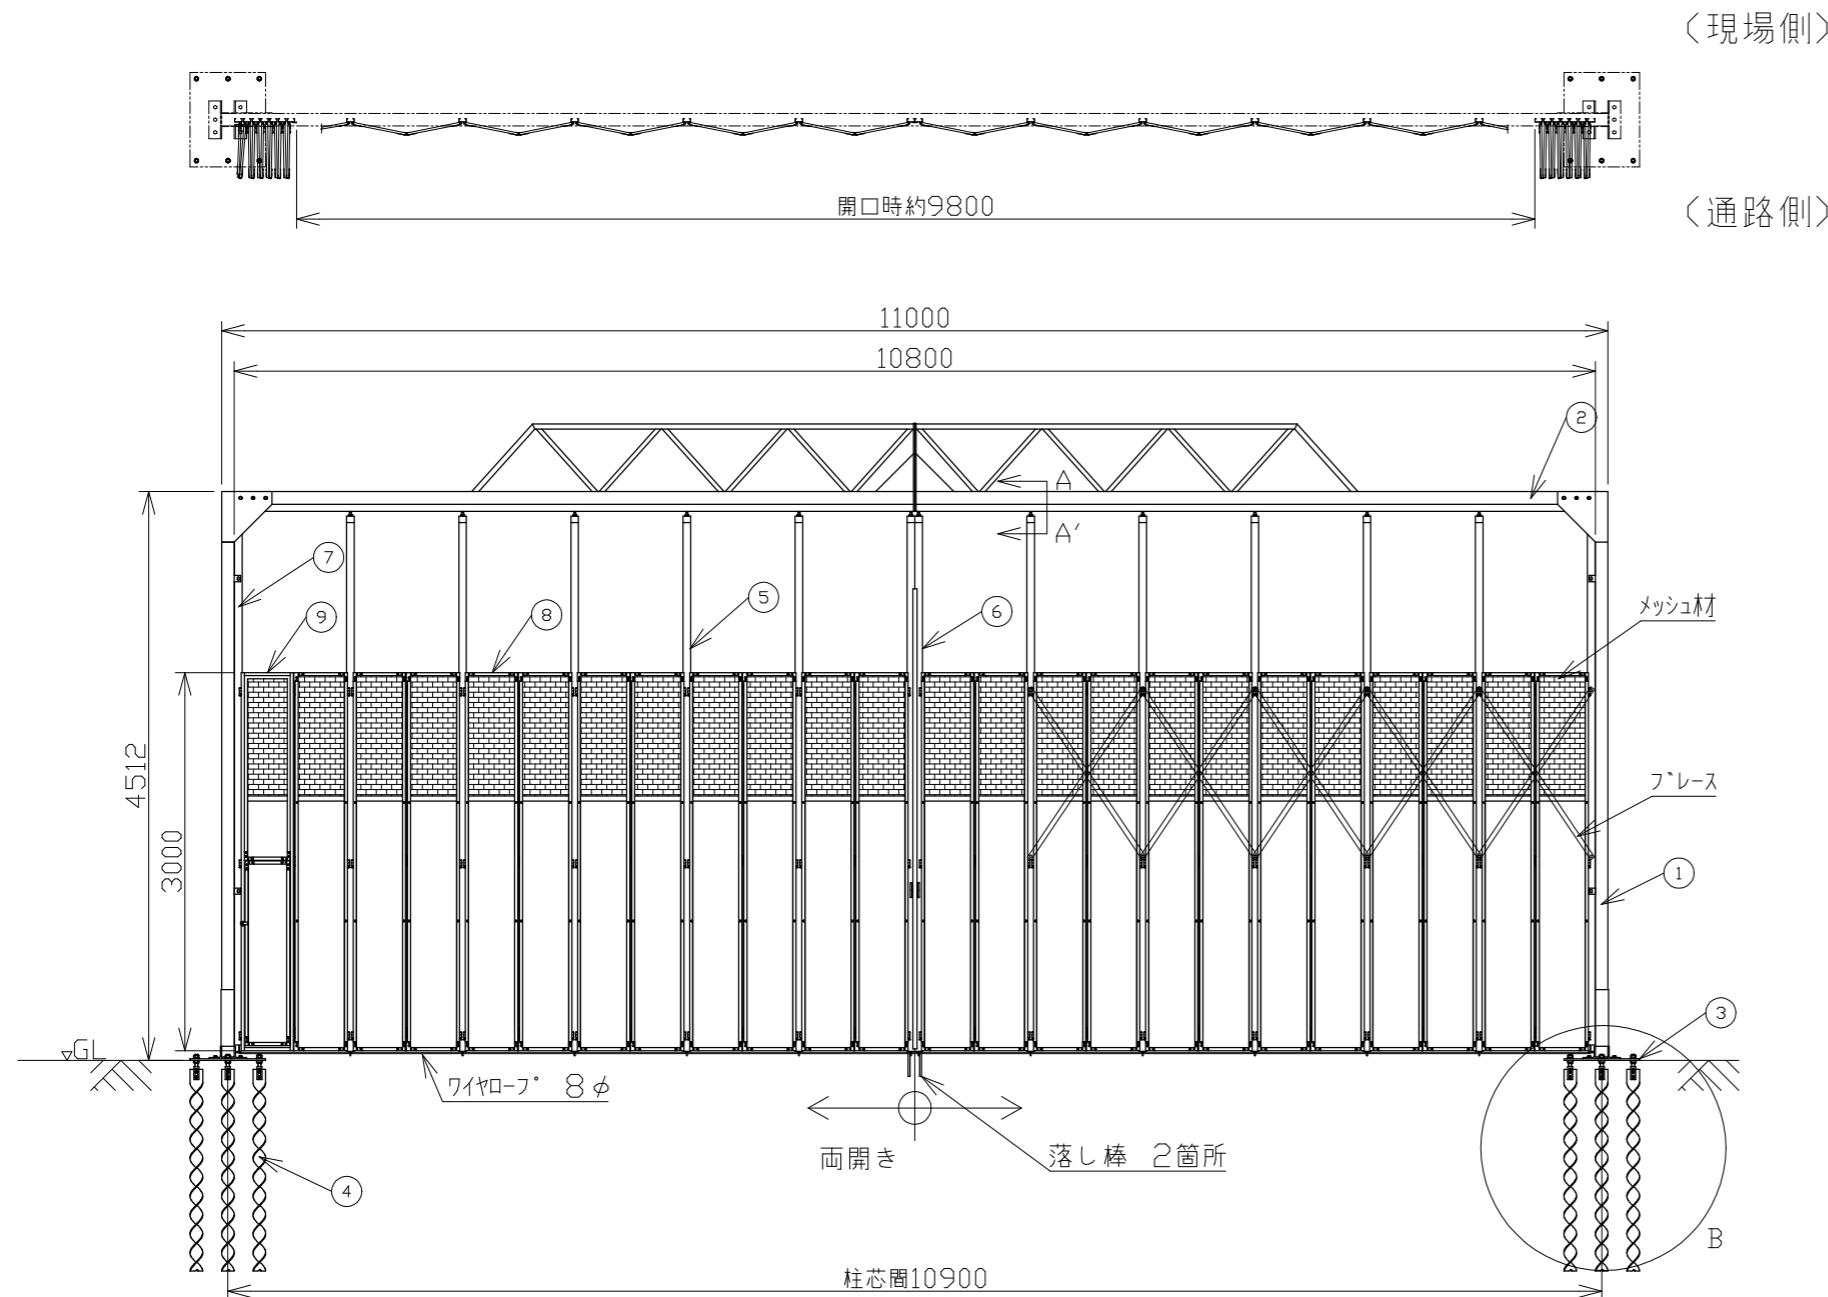 〈現場側〉
開口時約9800
〈通路側〉
11000
10800
②
A
A′
⑦
⑤
⑥
⑧
⑨
メッシュ材
4512
ブレース
3000
①
③
▽GL
ワイヤロープ 8φ
両開き
落し棒 2箇所
④
B
柱芯間10900